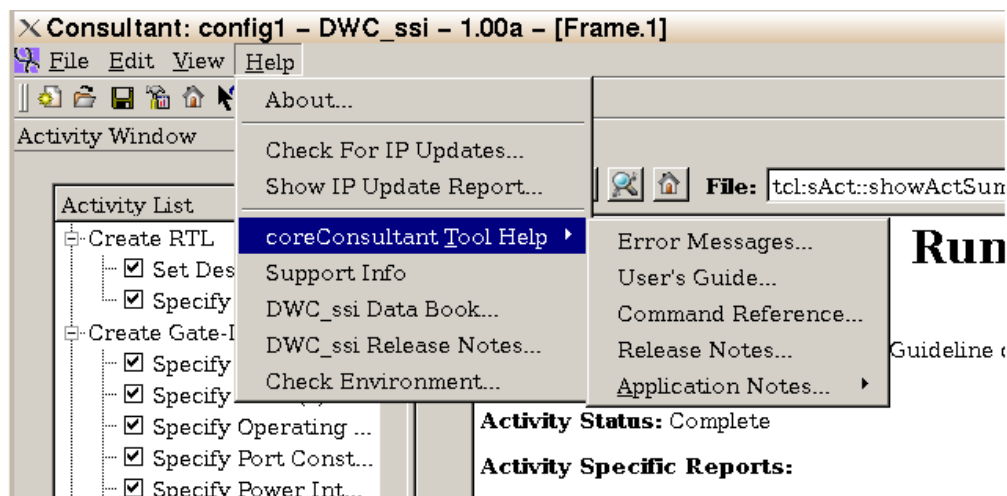 Consultant: config1 – DWC_ssi – 1.00a – [Frame.1]
File Edit View Help
About...
Activity Window
Check For IP Updates...
Show IP Update Report...
File: tcl:sAct::showActSum
Activity List
Create RTL
coreConsultant Tool Help
Error Messages...
Run
Set Des
Support Info
User's Guide...
Specify
DWC_ssi Data Book...
Command Reference...
Create Gate-L
DWC_ssi Release Notes...
Release Notes...
Guideline
Specify
Check Environment...
Application Notes...
Specify
Specify Operating ...
Activity Status: Complete
Specify Port Const...
Activity Specific Reports:
Specify Power Int...